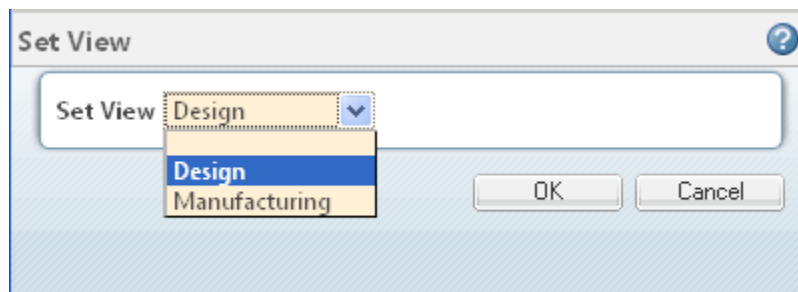 Set View
?
Set View Design
Design
Manufacturing
OK Cancel